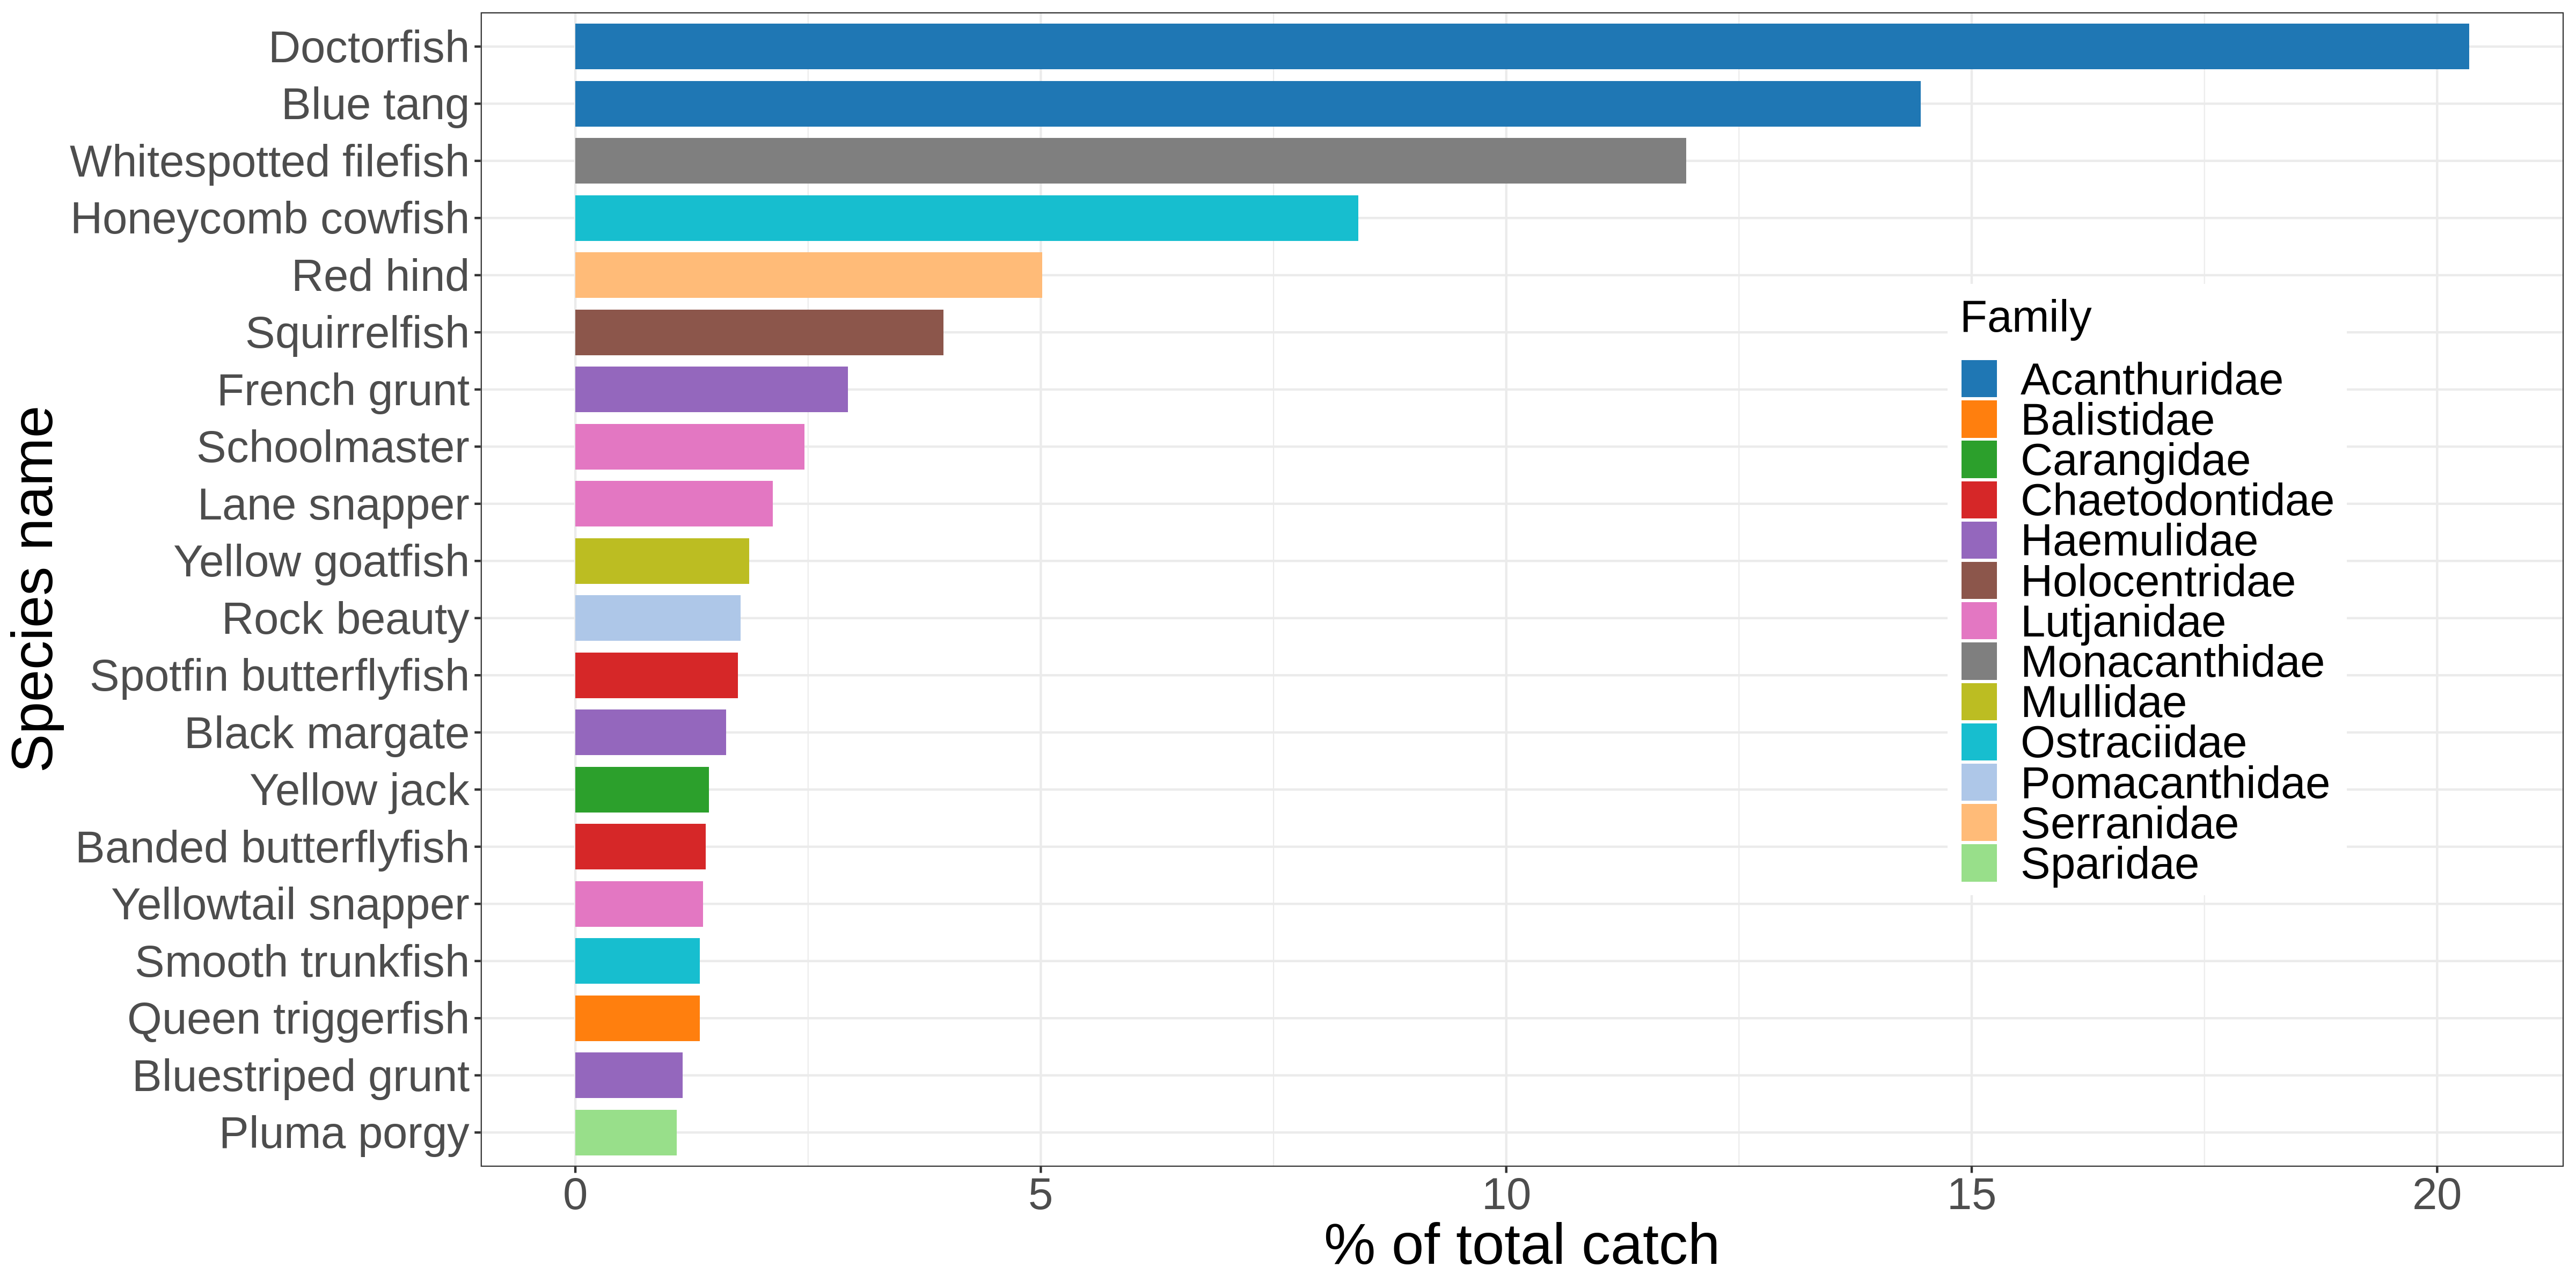 Species name
Doctorfish
Blue tang
Whitespotted filefish
Honeycomb cowfish
Red hind
Squirrelfish
French grunt
Schoolmaster
Lane snapper
Yellow goatfish
Rock beauty
Spotfin butterflyfish
Black margate
Yellow jack
Banded butterflyfish
Yellowtail snapper
Smooth trunkfish
Queen triggerfish
Bluestriped grunt
Pluma porgy
Family
Acanthuridae
Balistidae
Carangidae
Chaetodontidae
Haemulidae
Holocentridae
Lutjanidae
Monacanthidae
Mullidae
Ostraciidae
Pomacanthidae
Serranidae
Sparidae
0 5 10 15 20
% of total catch